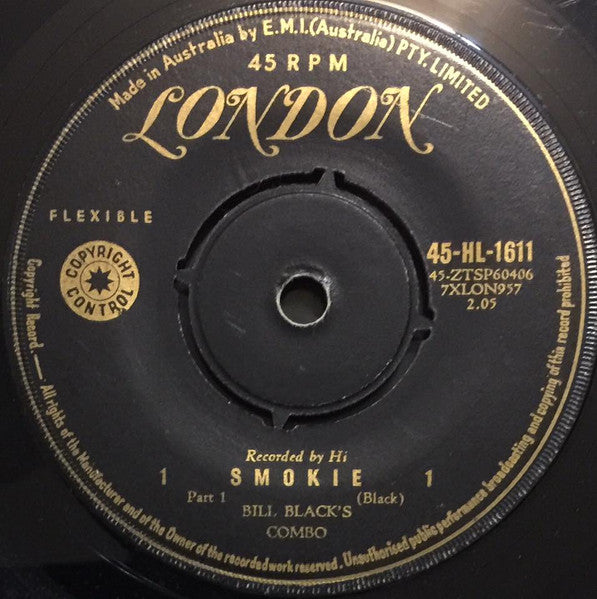 Made in Australia by E.M.I.(Australia) PTY. LIMITED
45 RPM
LONDON
FLEXIBLE
COPYRIGHT CONTROL
45-HL-1611
45-ZTSP60406
7XLON957
2.05
Recorded by Hi
1 SMOKIE 1
Part 1 (Black)
BILL BLACK'S
COMBO
Copyright Record. — All rights of the Manufacturer and of the Owner of the recorded work reserved. Unauthorised public performance broadcasting and copying of this record prohibited